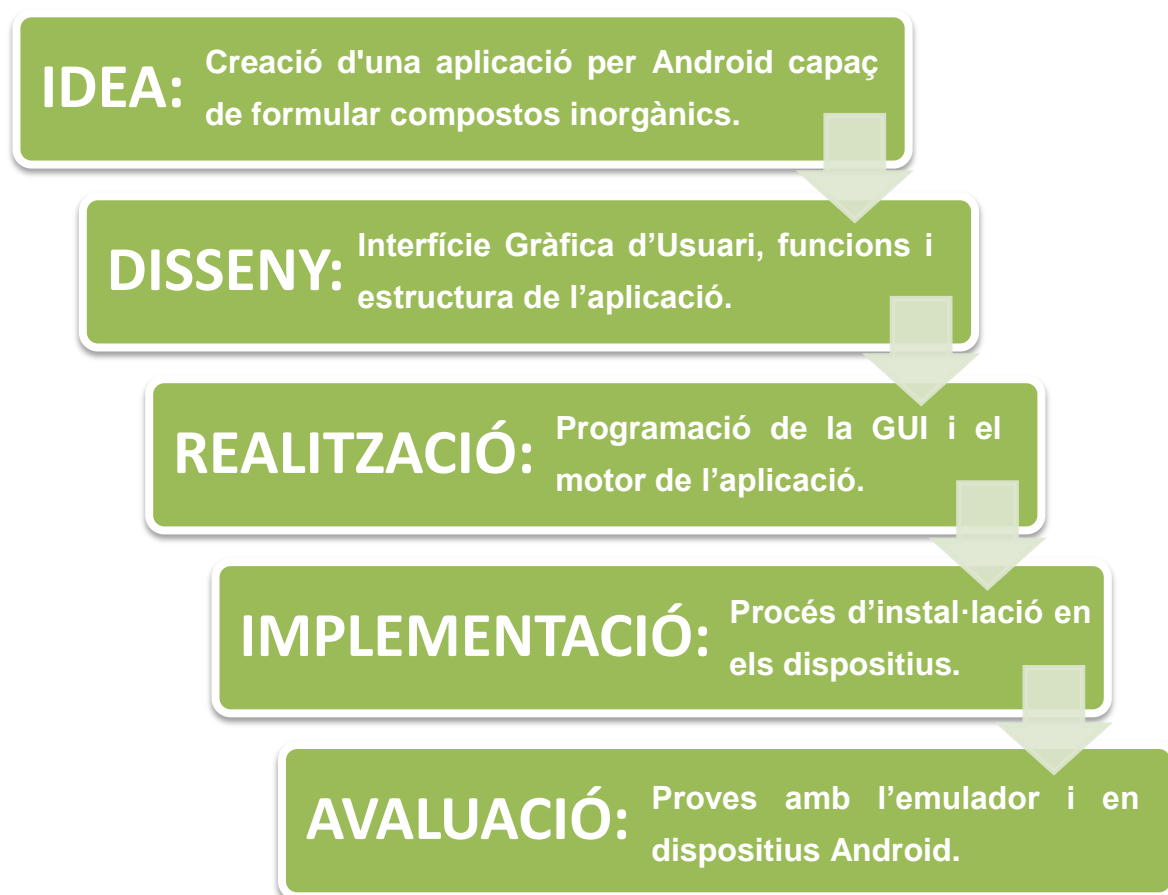 IDEA: Creació d'una aplicació per Android capaç
de formular compostos inorgànics.
DISSENY: Interfície Gràfica d’Usuari, funcions i
estructura de l’aplicació.
REALITZACIÓ: Programació de la GUI i el
motor de l’aplicació.
IMPLEMENTACIÓ: Procés d’instal·lació en
els dispositius.
AVALUACIÓ: Proves amb l’emulador i en
dispositius Android.